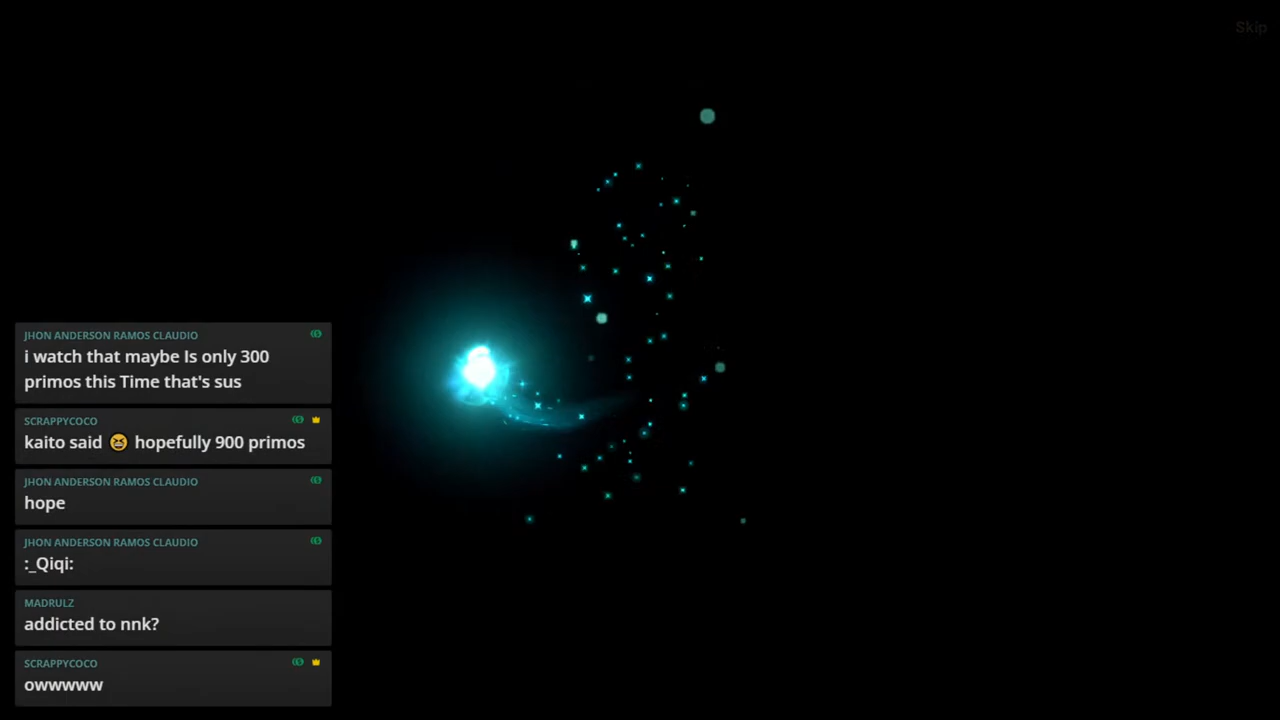 Skip
JHON ANDERSON RAMOS CLAUDIO
i watch that maybe Is only 300
primos this Time that's sus
SCRAPPYCOCO
kaito said 😆 hopefully 900 primos
JHON ANDERSON RAMOS CLAUDIO
hope
JHON ANDERSON RAMOS CLAUDIO
:_Qiqi:
MADRULZ
addicted to nnk?
SCRAPPYCOCO
owwwww